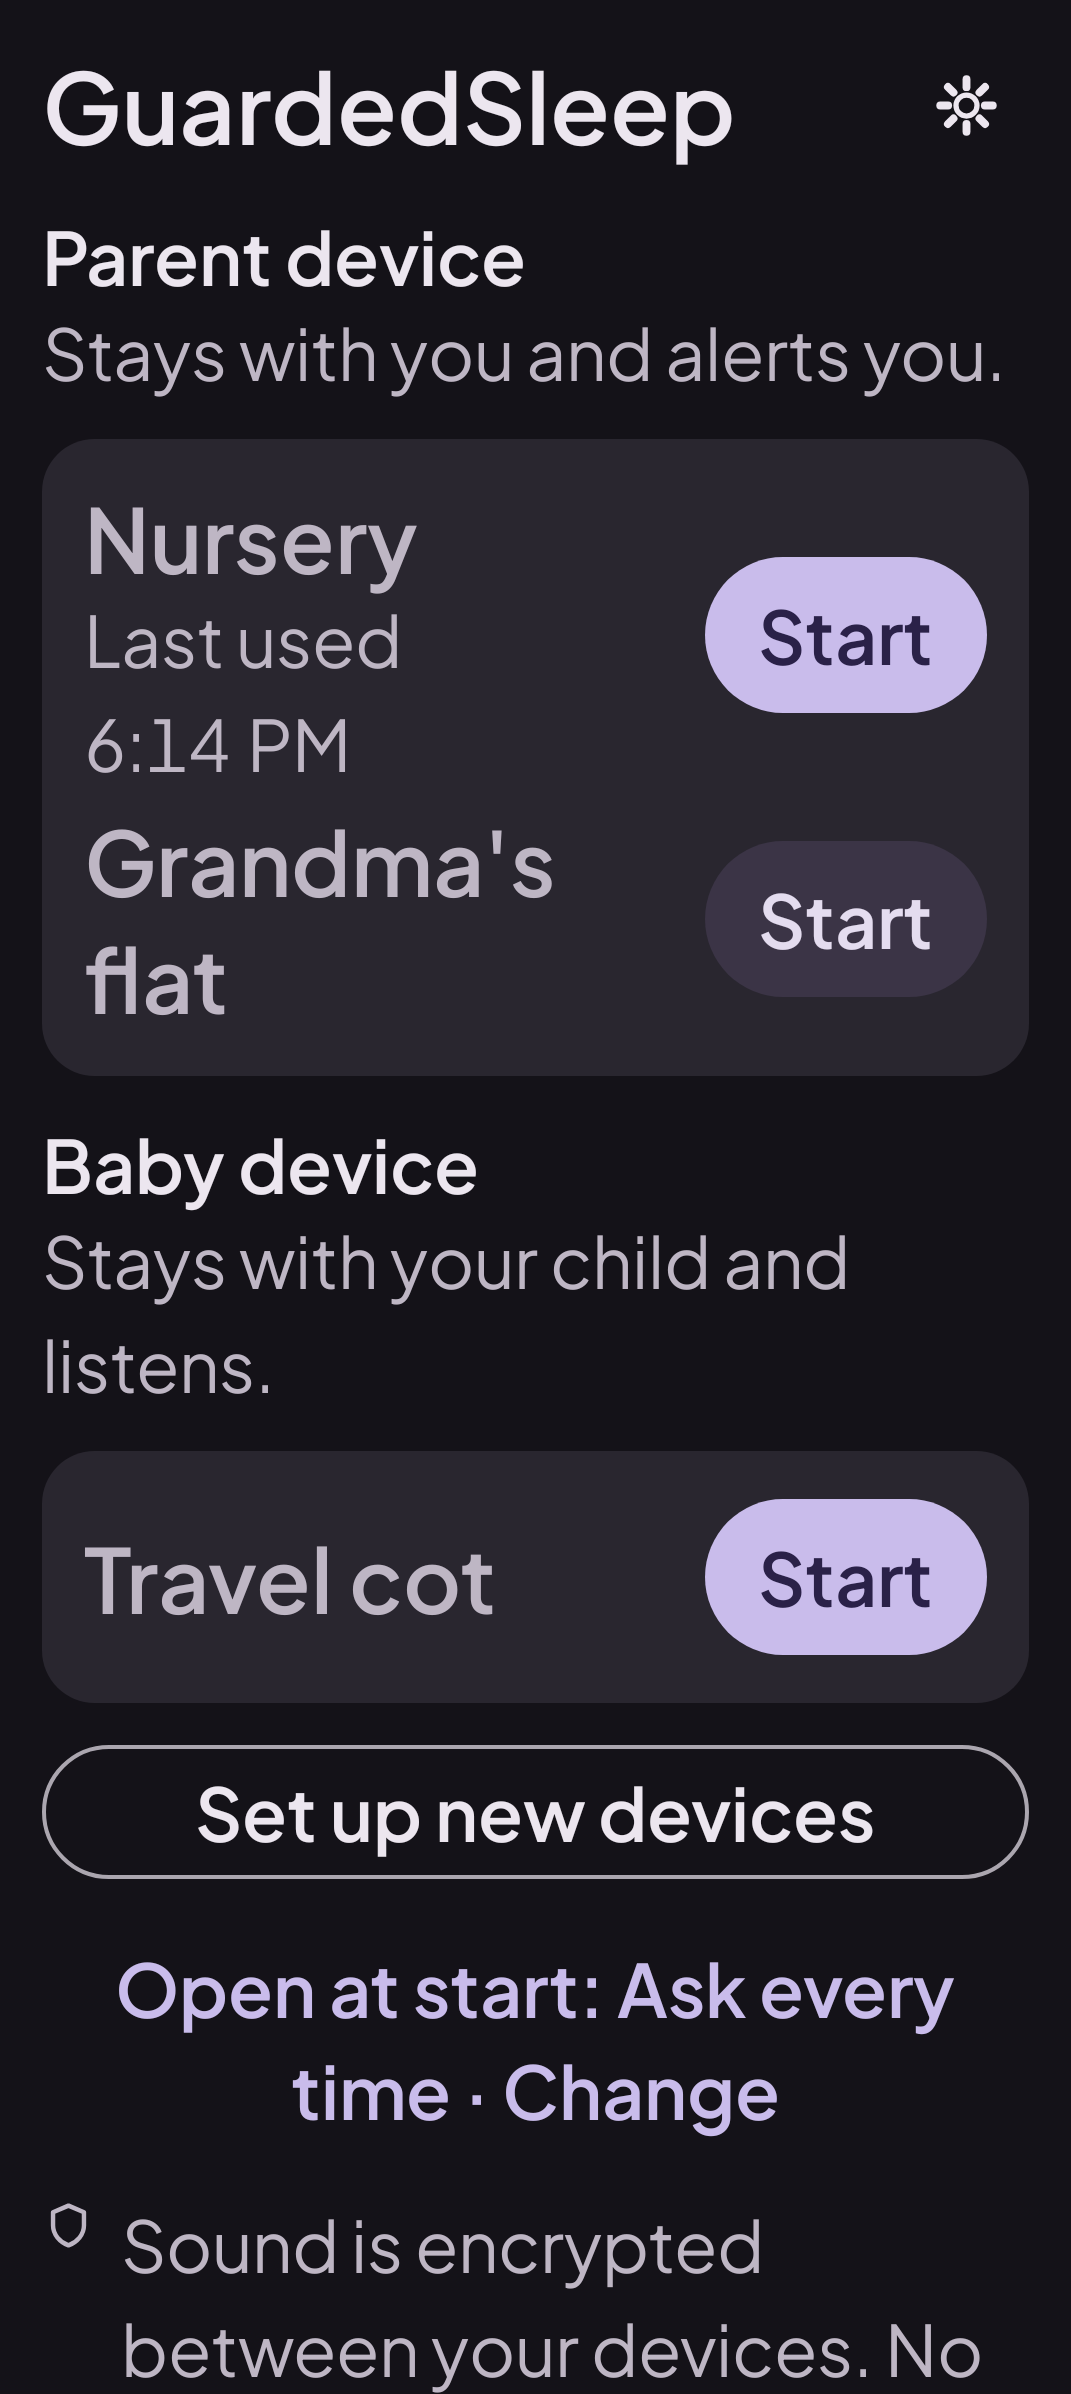 GuardedSleep
Parent device
Stays with you and alerts you.
Nursery
Last used
6:14 PM
Start
Grandma's
flat
Start
Baby device
Stays with your child and
listens.
Travel cot
Start
Set up new devices
Open at start: Ask every
time · Change
Sound is encrypted
between your devices. No